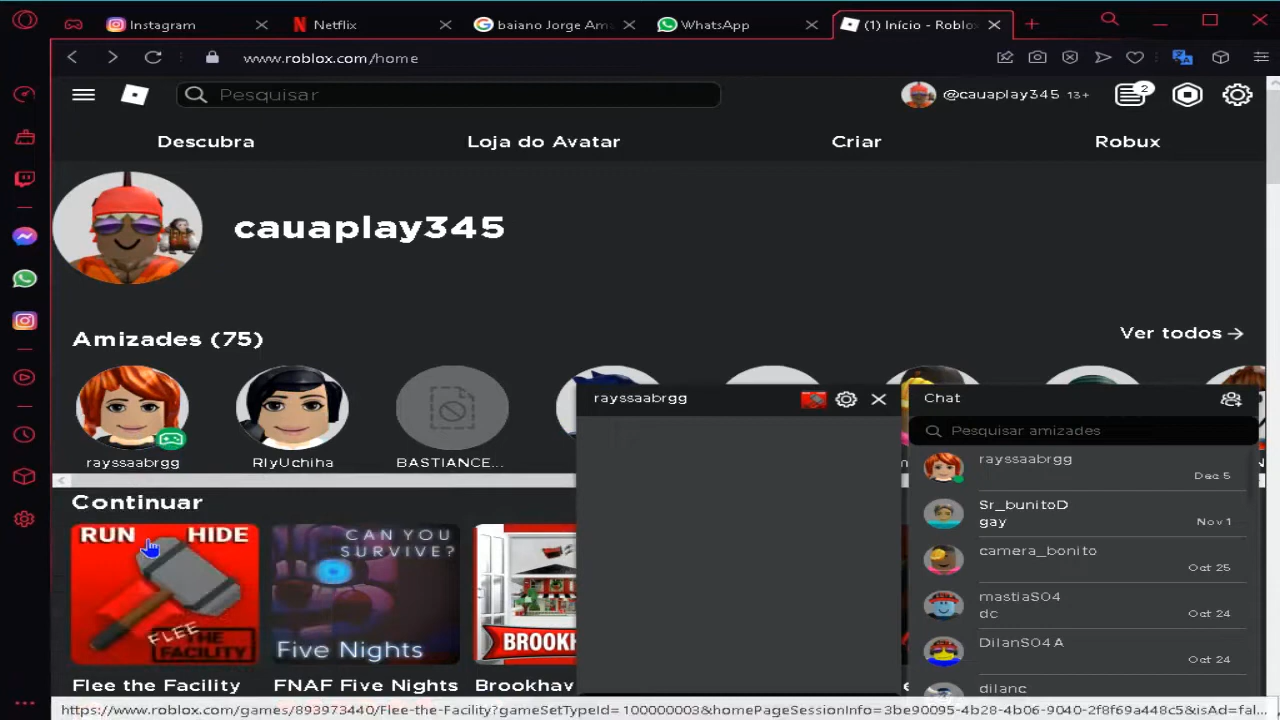 Instagram
Netflix
baiano Jorge Ama
WhatsApp
(1) Início - Roblo
www.roblox.com/home
Pesquisar
@cauaplay345 13+
2
Descubra
Loja do Avatar
Criar
Robux
cauaplay345
Amizades (75)
Ver todos
rayssaabrgg
RlyUchiha
BASTIANCE...
rayssaabrgg
Chat
Pesquisar amizades
rayssaabrgg
Dec 5
Sr_bunitoD
gay
Nov 1
camera_bonito
Oct 25
mastiaS04
dc
Oct 24
DilanS04A
Oct 24
dilanc
Continuar
RUN HIDE
FLEE
THE
FACILITY
CAN YOU
SURVIVE?
Five Nights
BROOKH
Flee the Facility
FNAF Five Nights
Brookhav
https://www.roblox.com/games/893973440/Flee-the-Facility?gameSetTypeId=100000003&homePageSessionInfo=3be90095-4b28-4b06-9040-2f8f69a448c5&isAd=fal...